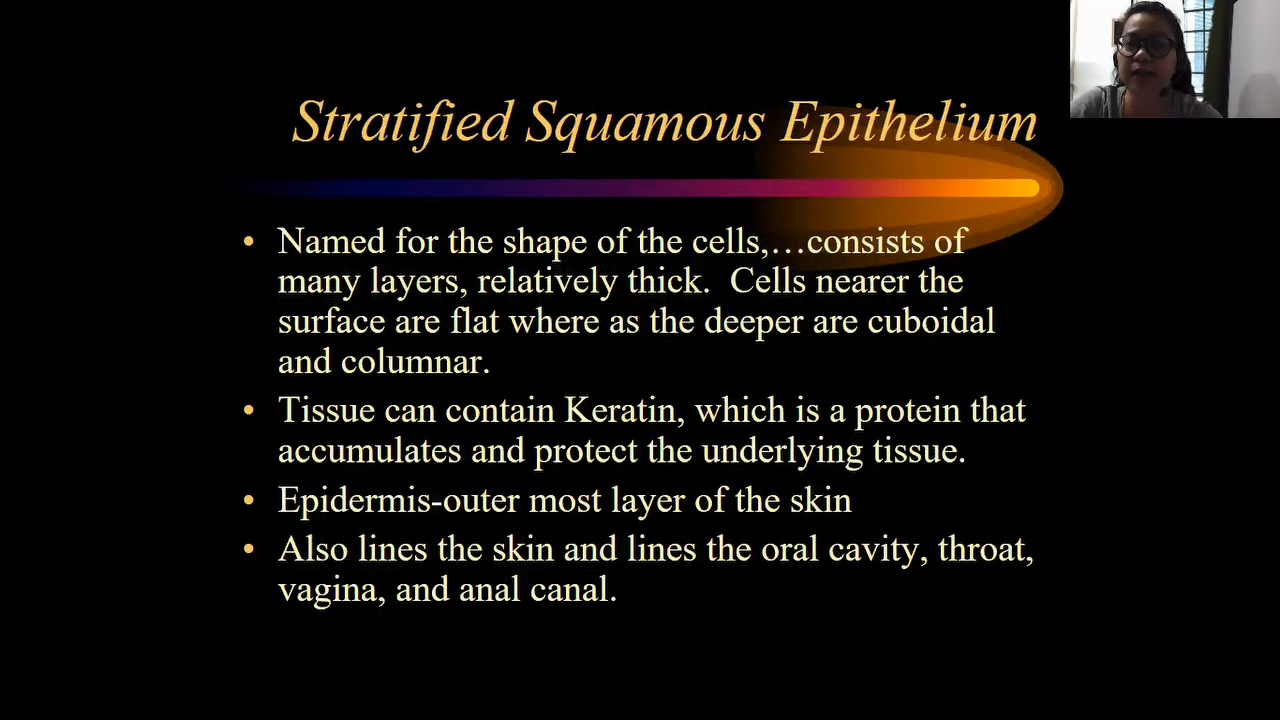 Stratified Squamous Epithelium
• Named for the shape of the cells,…consists of
many layers, relatively thick.  Cells nearer the
surface are flat where as the deeper are cuboidal
and columnar.
• Tissue can contain Keratin, which is a protein that
accumulates and protect the underlying tissue.
• Epidermis-outer most layer of the skin
• Also lines the skin and lines the oral cavity, throat,
vagina, and anal canal.